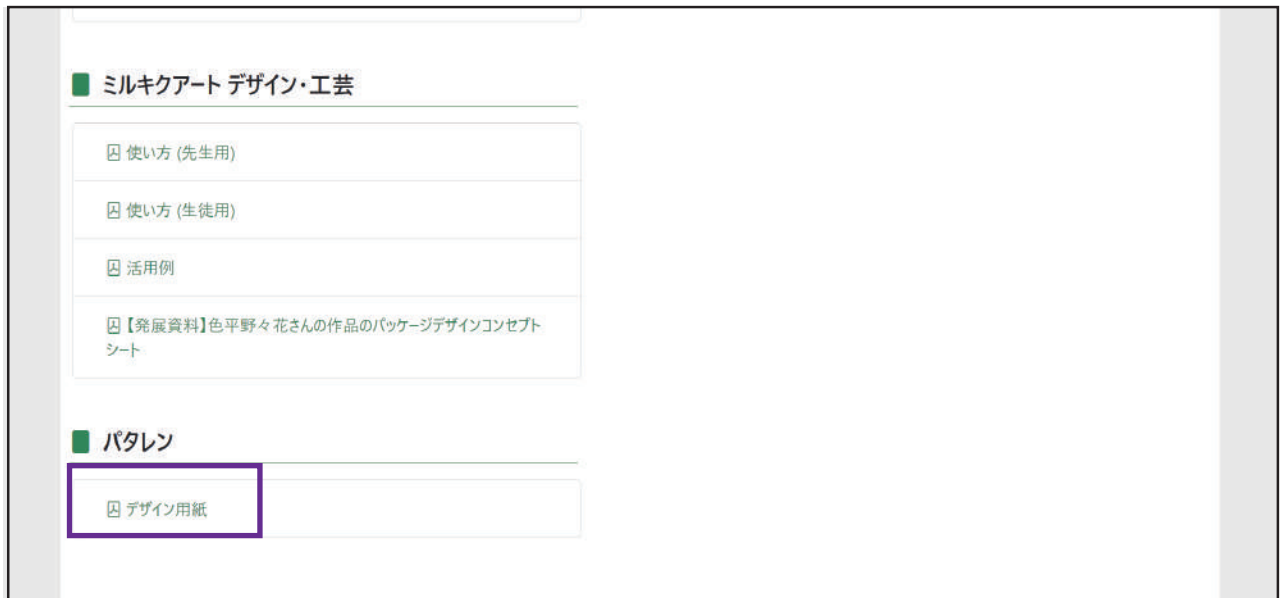 ミルキクアート デザイン・工芸
使い方 (先生用)
使い方 (生徒用)
活用例
【発展資料】色平野々花さんの作品のパッケージデザインコンセプト
シート
パタレン
デザイン用紙